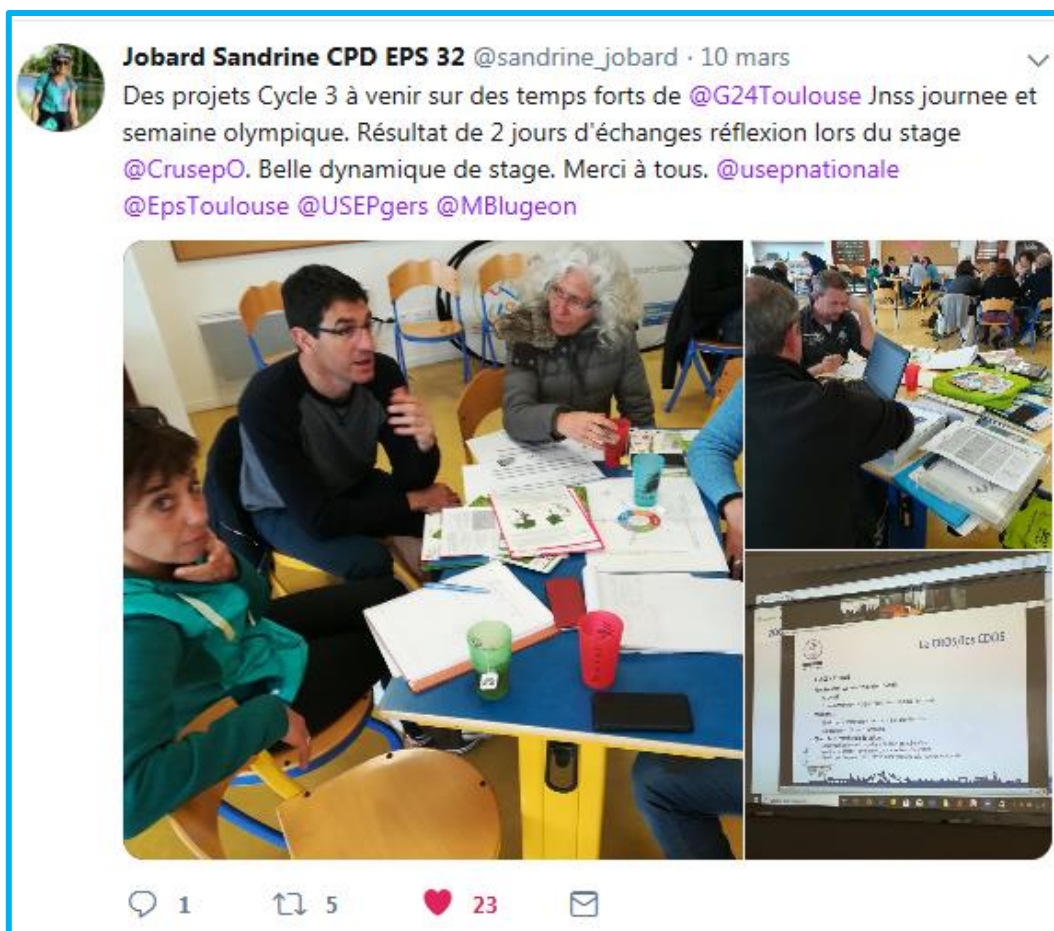 Jobard Sandrine CPD EPS 32 @sandrine_jobard · 10 mars
Des projets Cycle 3 à venir sur des temps forts de @G24Toulouse Jnss journee et
semaine olympique. Résultat de 2 jours d'échanges réflexion lors du stage
@CrusepO. Belle dynamique de stage. Merci à tous. @usepnationale
@EpsToulouse @USEPgers @MBlugeon
Le CROS/les CDOS
1 5 23